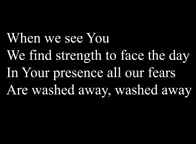 When we see You
We find strength to face the day
In Your presence all our fears
Are washed away, washed away